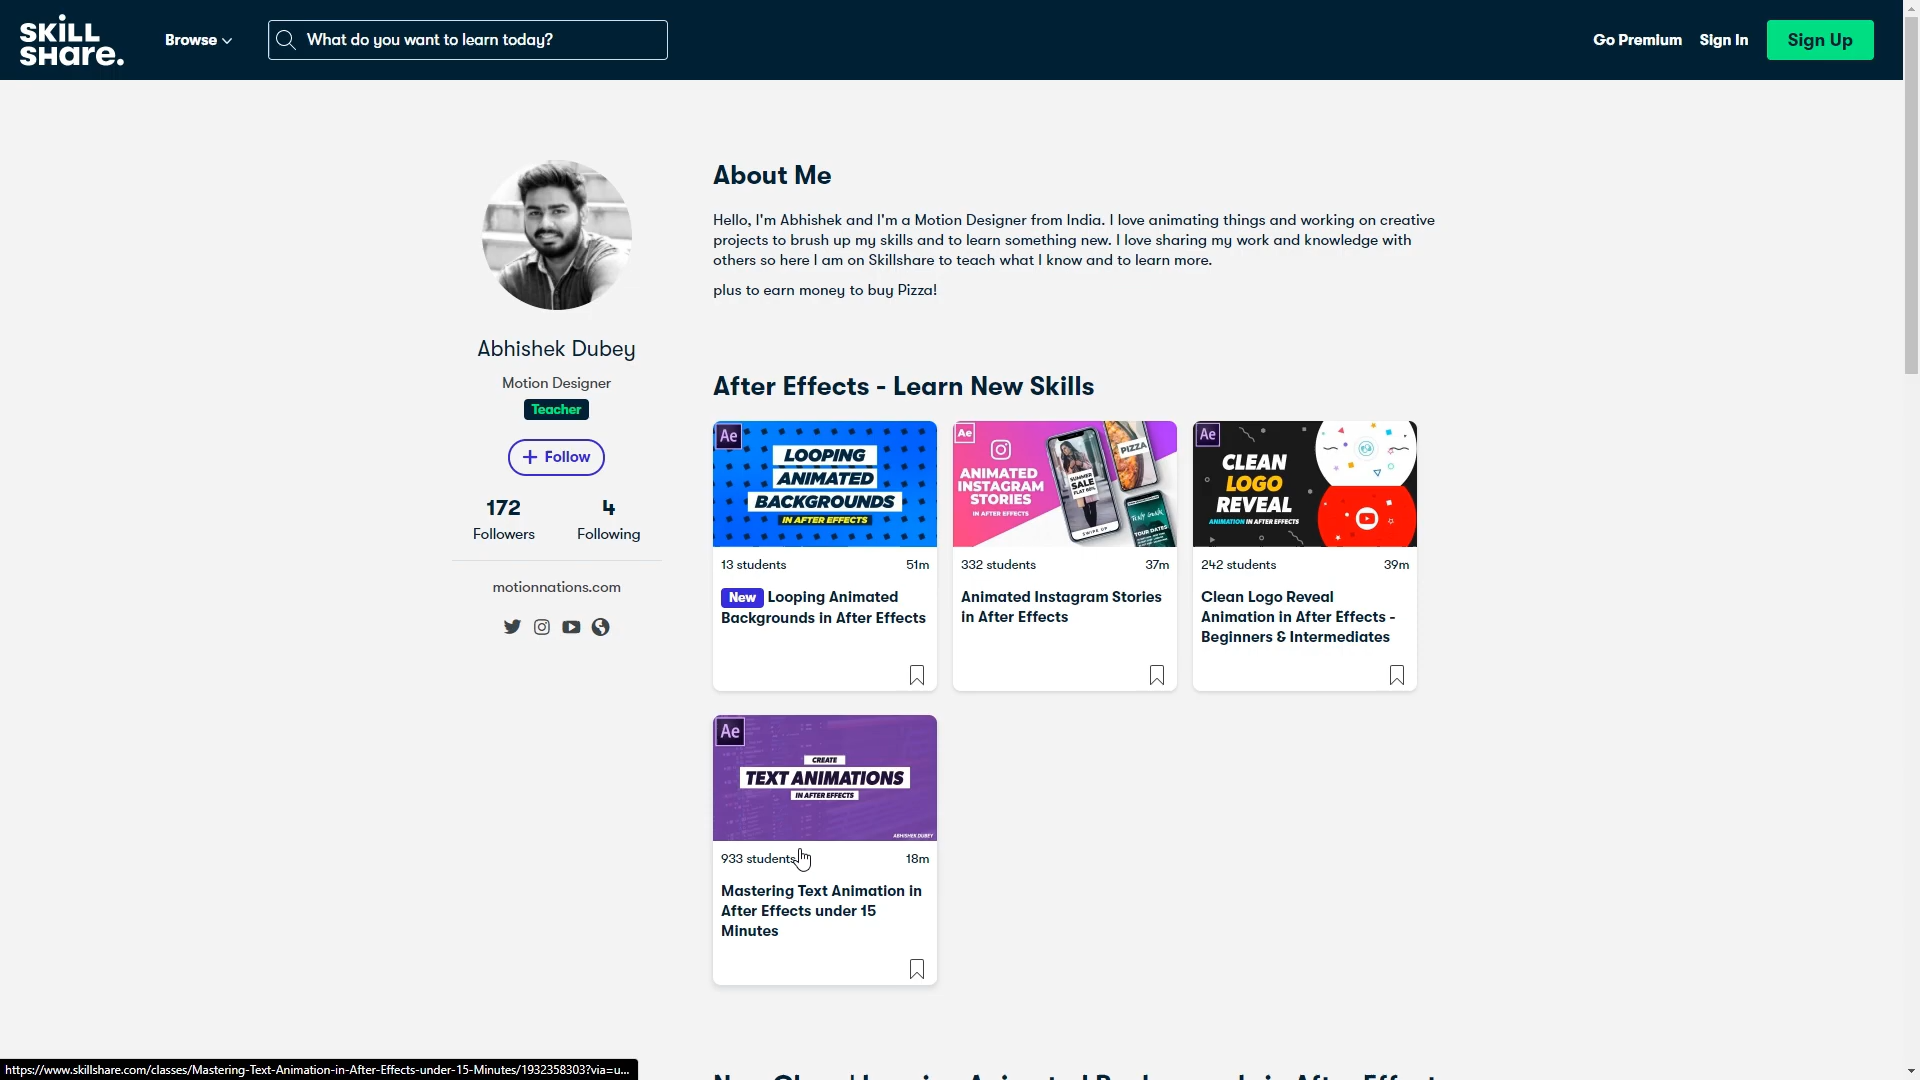 SKiLL
SHare.
Browse
What do you want to learn today?
Go Premium
Sign In
Sign Up
Abhishek Dubey
Motion Designer
Teacher
+ Follow
172
Followers
4
Following
motionnations.com
About Me
Hello, I'm Abhishek and I'm a Motion Designer from India. I love animating things and working on creative
projects to brush up my skills and to learn something new. I love sharing my work and knowledge with
others so here I am on Skillshare to teach what I know and to learn more.
plus to earn money to buy Pizza!
After Effects - Learn New Skills
Ae
LOOPING
ANIMATED
BACKGROUNDS
IN AFTER EFFECTS
13 students
51m
New Looping Animated
Backgrounds in After Effects
Ae
ANIMATED
INSTAGRAM
STORIES
IN AFTER EFFECTS
SUMMER
SALE
FLAT 60%
SWIPE UP
PIZZA
TOUR DATES
332 students
37m
Animated Instagram Stories
in After Effects
Ae
CLEAN
LOGO
REVEAL
ANIMATION IN AFTER EFFECTS
242 students
39m
Clean Logo Reveal
Animation in After Effects -
Beginners & Intermediates
Ae
CREATE
TEXT ANIMATIONS
IN AFTER EFFECTS
ABHISHEK DUBEY
933 students
18m
Mastering Text Animation in
After Effects under 15
Minutes
https://www.skillshare.com/classes/Mastering-Text-Animation-in-After-Effects-under-15-Minutes/1932358303?via=u...